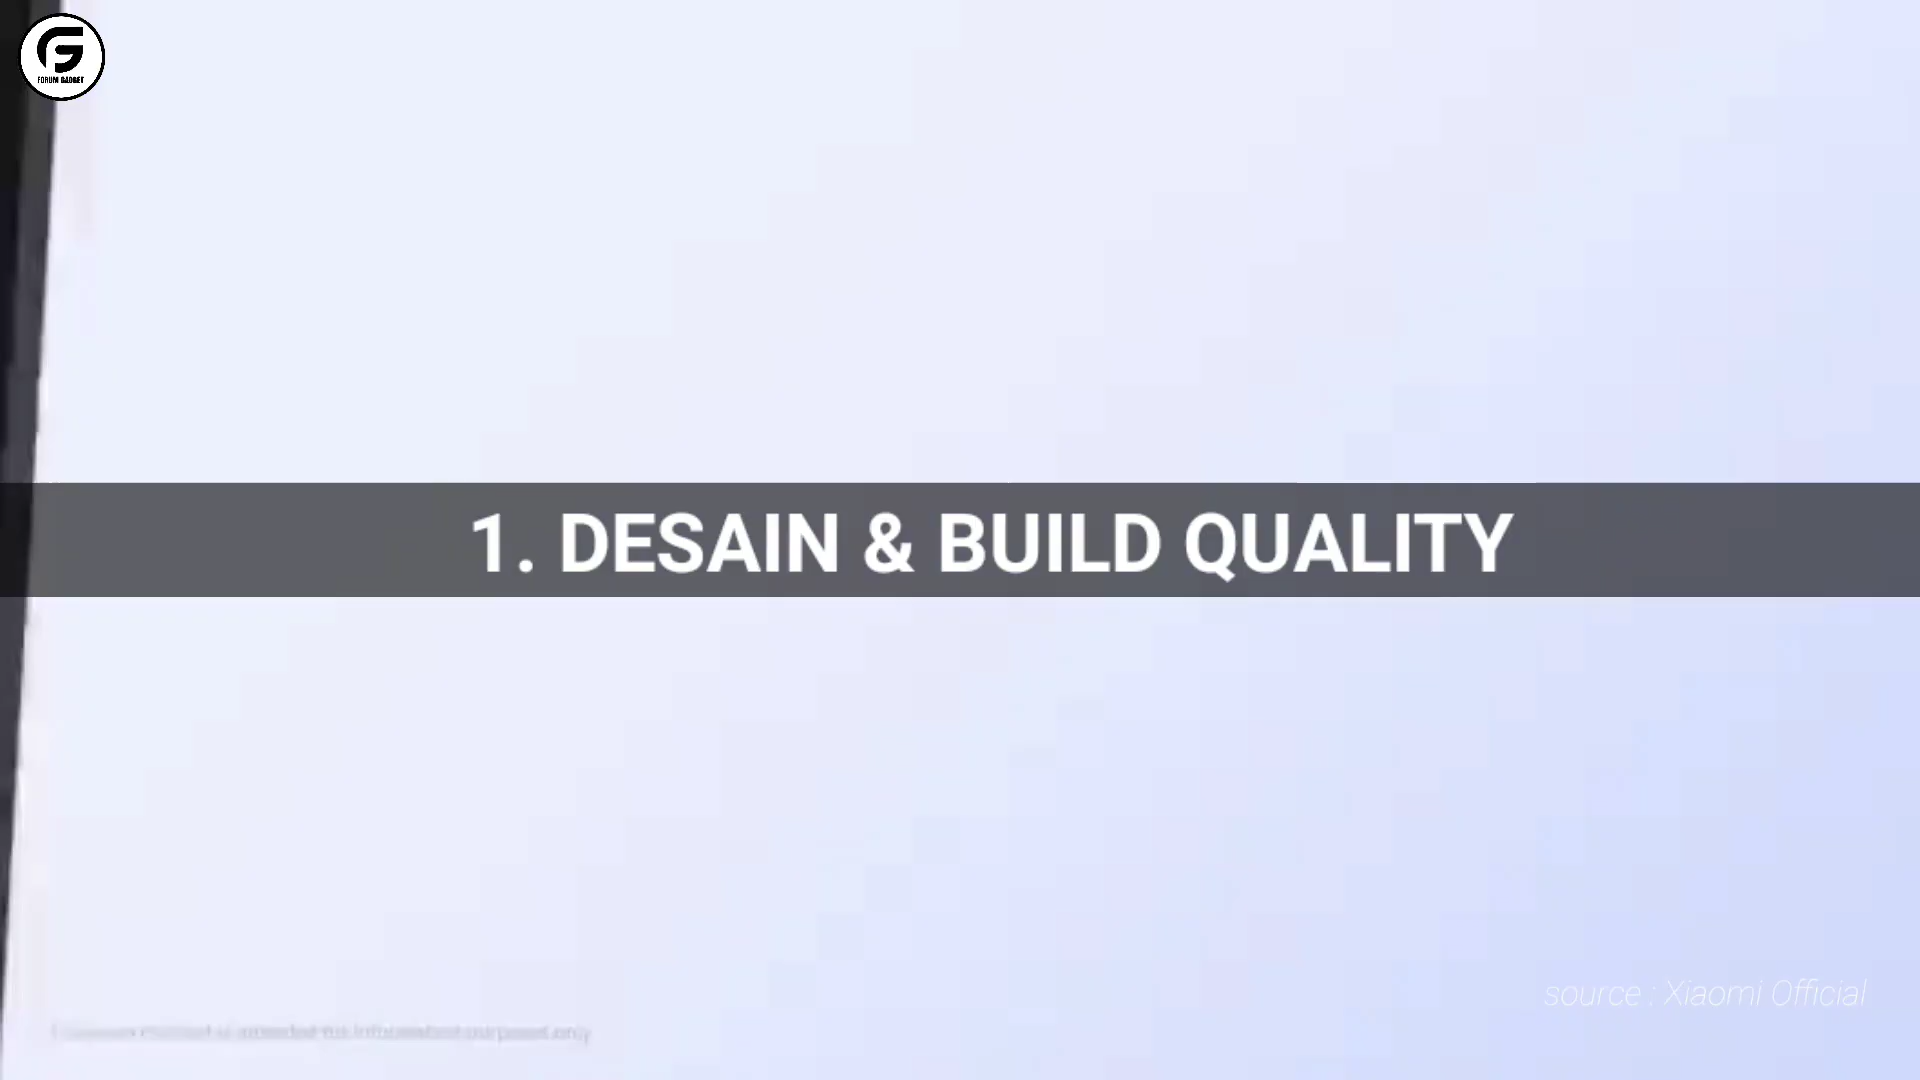 FORUM GADGET
1. DESAIN & BUILD QUALITY
source : Xiaomi Official